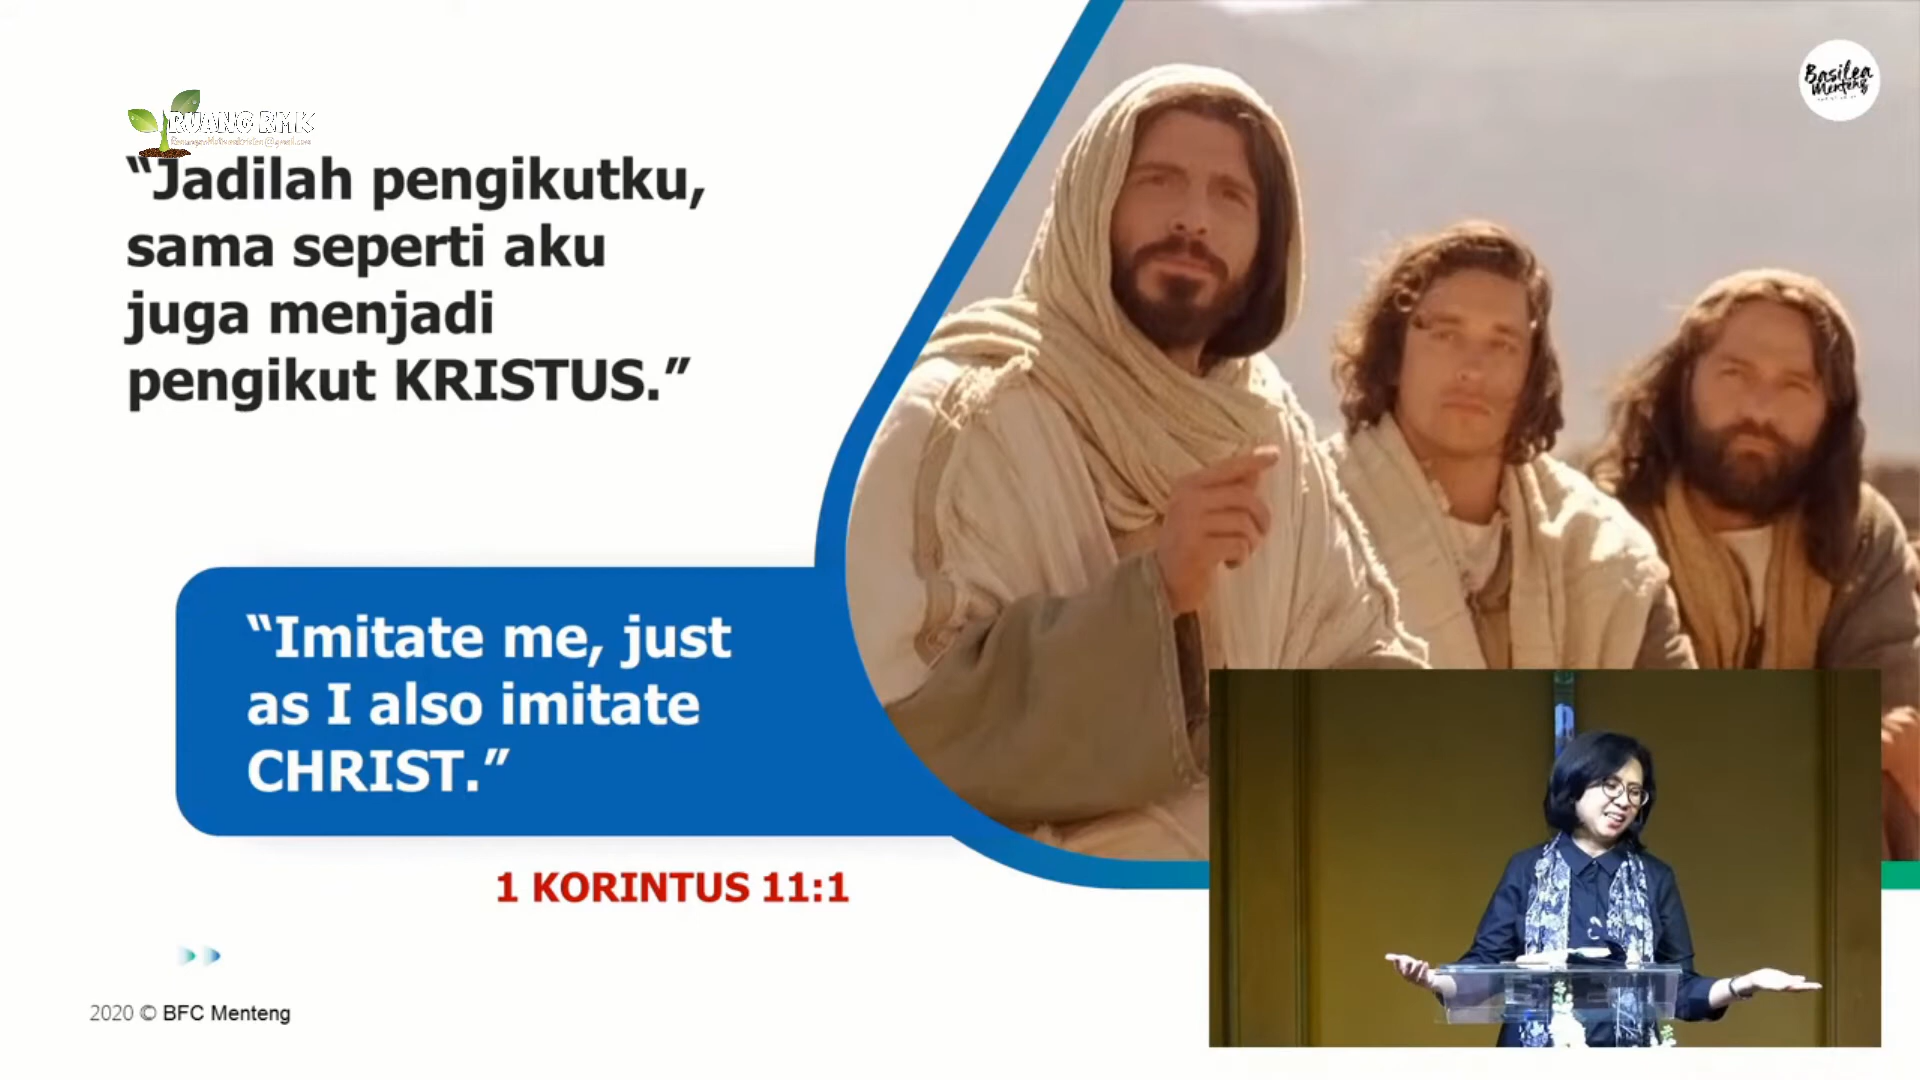 Basilea
Menteng
RUANG RMK
“Jadilah pengikutku,
sama seperti aku
juga menjadi
pengikut KRISTUS.”
“Imitate me, just
as I also imitate
CHRIST.”
1 KORINTUS 11:1
2020 © BFC Menteng